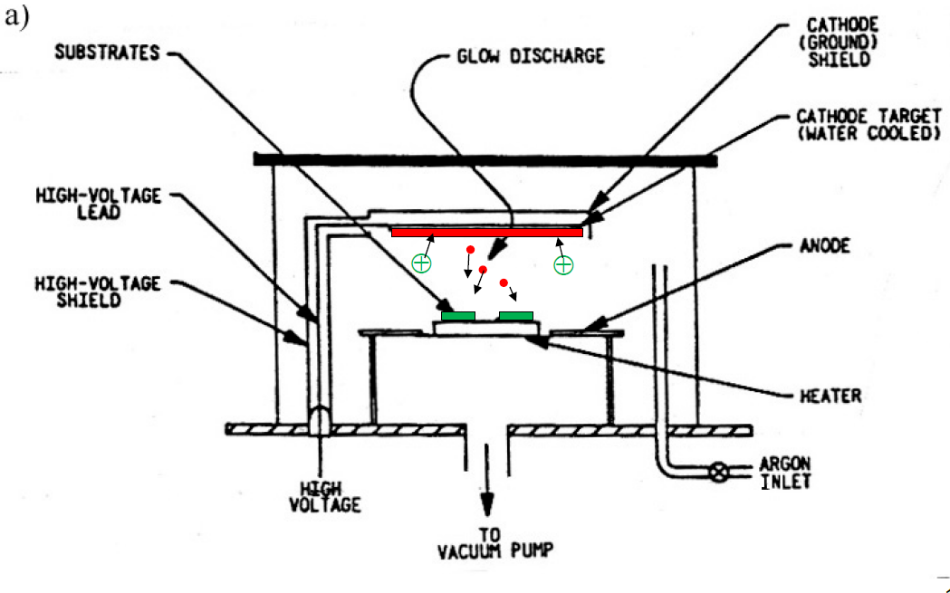 a)
SUBSTRATES
GLOW DISCHARGE
CATHODE
(GROUND)
SHIELD
CATHODE TARGET
(WATER COOLED)
HIGH-VOLTAGE
LEAD
ANODE
HIGH-VOLTAGE
SHIELD
HEATER
ARGON
INLET
HIGH
VOLTAGE
TO
VACUUM PUMP